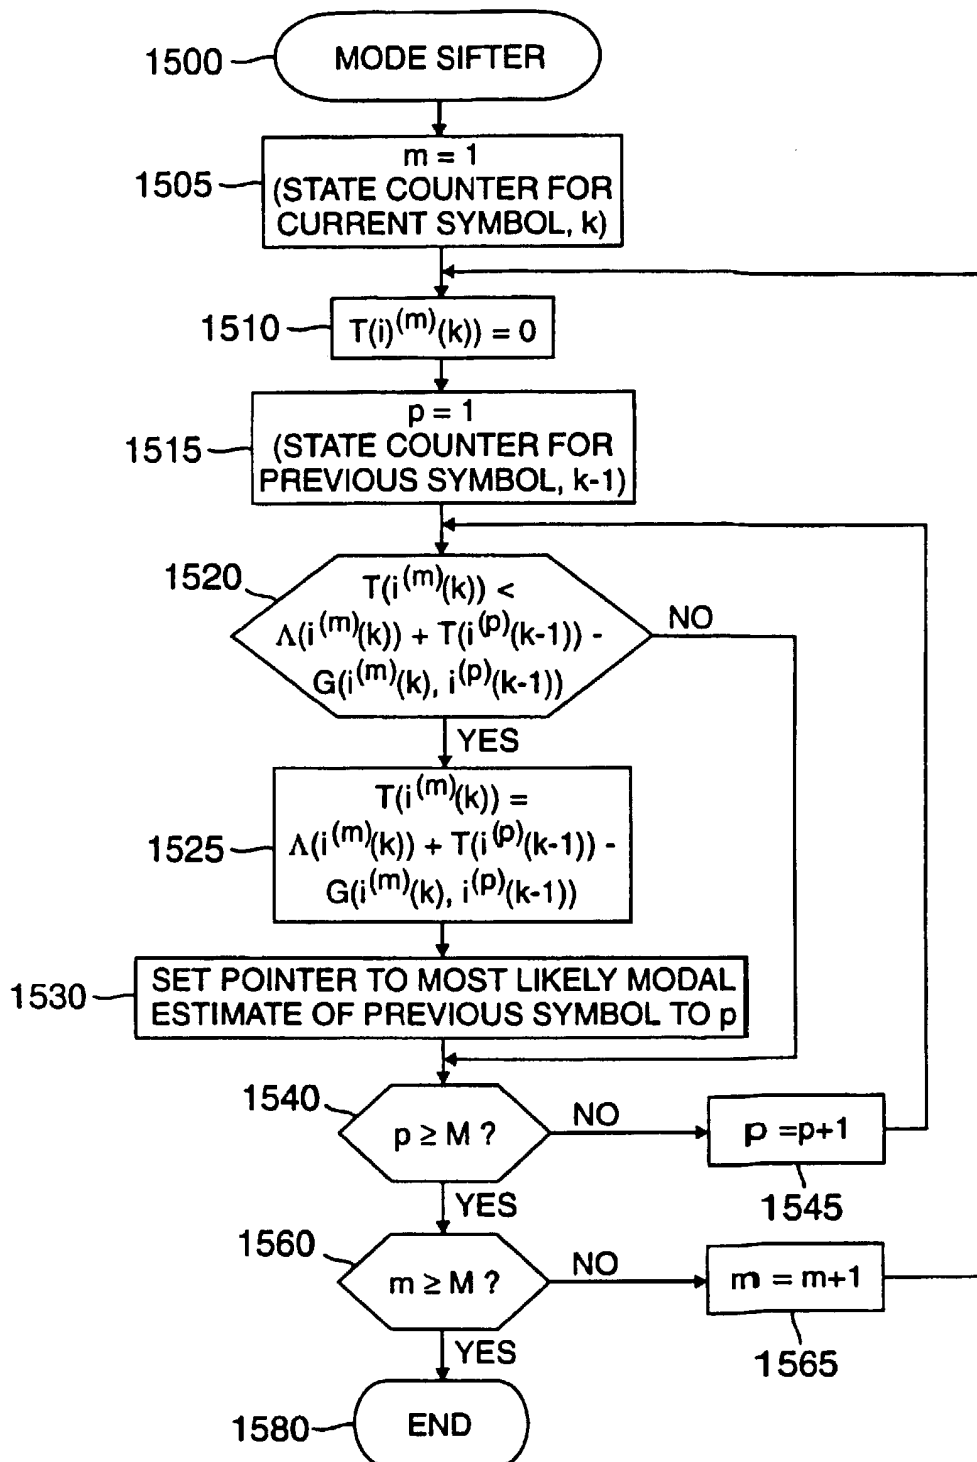 1500
MODE SIFTER
1505
m = 1
(STATE COUNTER FOR
CURRENT SYMBOL, k)
1510
T(i)^(m)(k)) = 0
1515
p = 1
(STATE COUNTER FOR
PREVIOUS SYMBOL, k-1)
1520
T(i^(m)(k)) <
Λ(i^(m)(k)) + T(i^(p)(k-1)) -
G(i^(m)(k), i^(p)(k-1))
NO
YES
1525
T(i^(m)(k)) =
Λ(i^(m)(k)) + T(i^(p)(k-1)) -
G(i^(m)(k), i^(p)(k-1))
1530
SET POINTER TO MOST LIKELY MODAL
ESTIMATE OF PREVIOUS SYMBOL TO p
1540
p ≥ M ?
NO
p =p+1
1545
YES
1560
m ≥ M ?
NO
m = m+1
1565
YES
1580
END